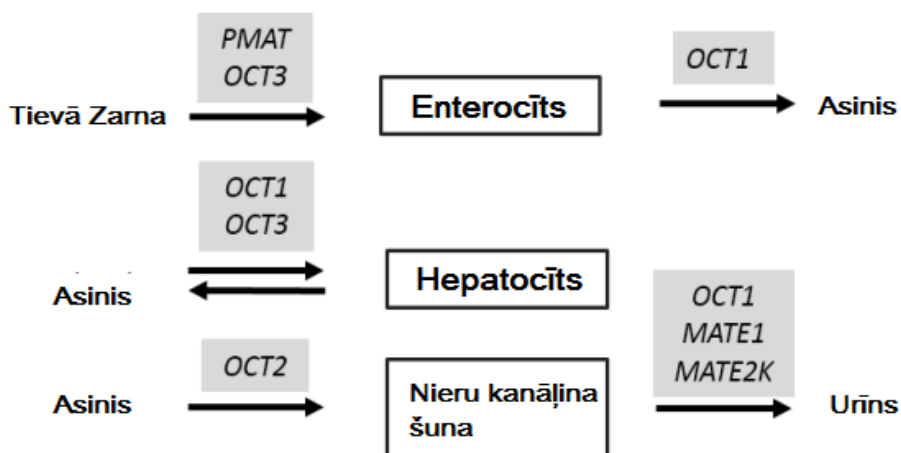 PMAT
OCT3
OCT1
Tievā Zarna
Enterocīts
Asinis
OCT1
OCT3
Asinis
Hepatocīts
OCT1
MATE1
MATE2K
OCT2
Asinis
Nieru kanāļina
šuna
Urīns